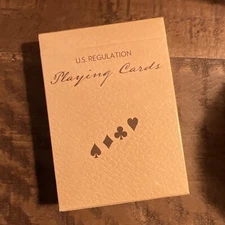 U.S. REGULATION
Playing Cards